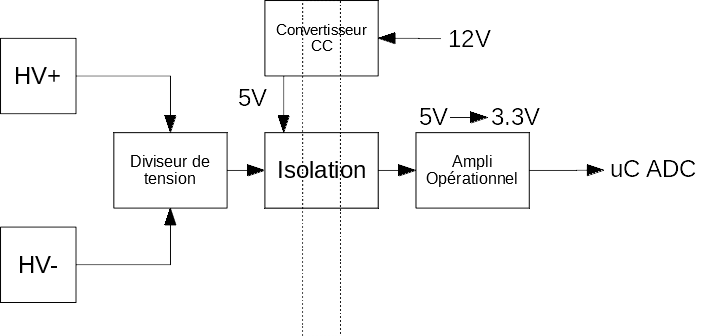 Convertisseur
CC
12V
HV+
5V
5V
3.3V
Diviseur de
tension
Isolation
Ampli
Opérationnel
uC ADC
HV-